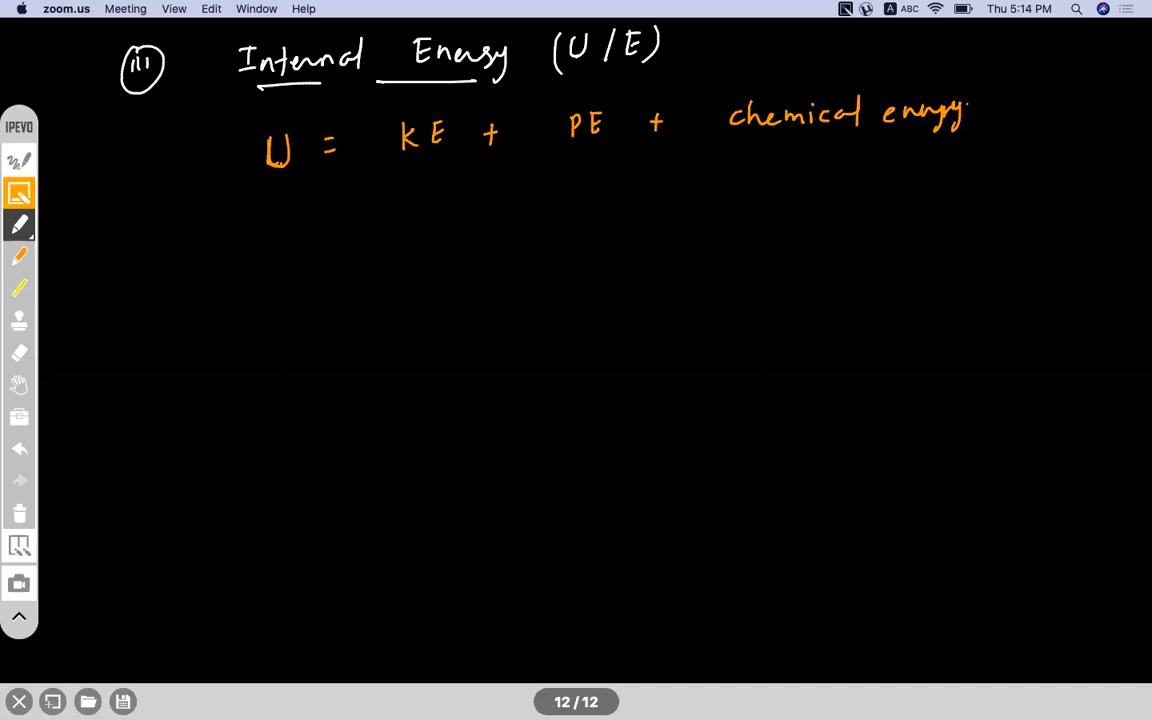 zoom.us Meeting View Edit Window Help A ABC Thu 5:14 PM
(iii) Internal Energy (U/E)
U = KE + PE + chemical energy.
IPEVO
12/12